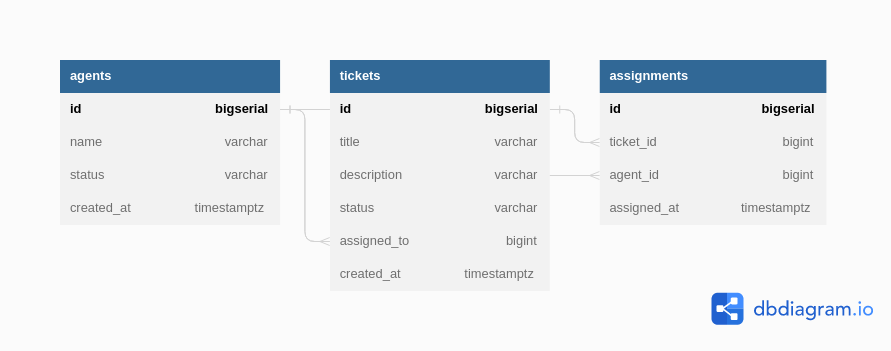 agents
id bigserial
name varchar
status varchar
created_at timestamptz
tickets
id bigserial
title varchar
description varchar
status varchar
assigned_to bigint
created_at timestamptz
assignments
id bigserial
ticket_id bigint
agent_id bigint
assigned_at timestamptz
dbdiagram.io